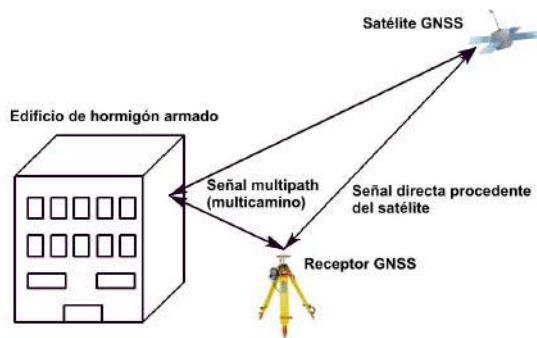 Satélite GNSS
Edificio de hormigón armado
Señal multipath
(multicamino)
Señal directa procedente
del satélite
Receptor GNSS